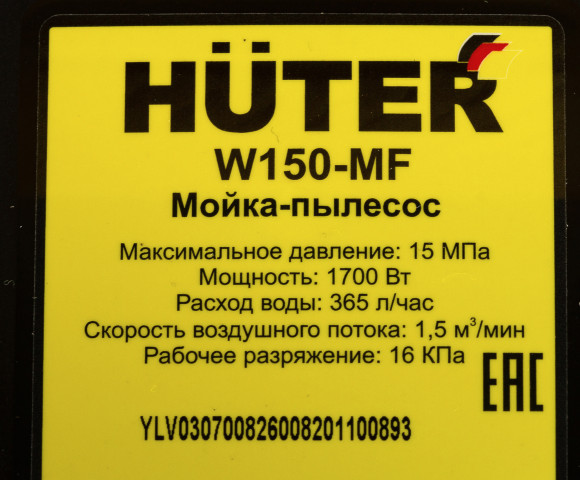 HÜTER
W150-MF
Мойка-пылесос
Максимальное давление: 15 МПа
Мощность: 1700 Вт
Расход воды: 365 л/час
Скорость воздушного потока: 1,5 м³/мин
Рабочее разряжение: 16 КПа
EAC
YLV030700826008201100893